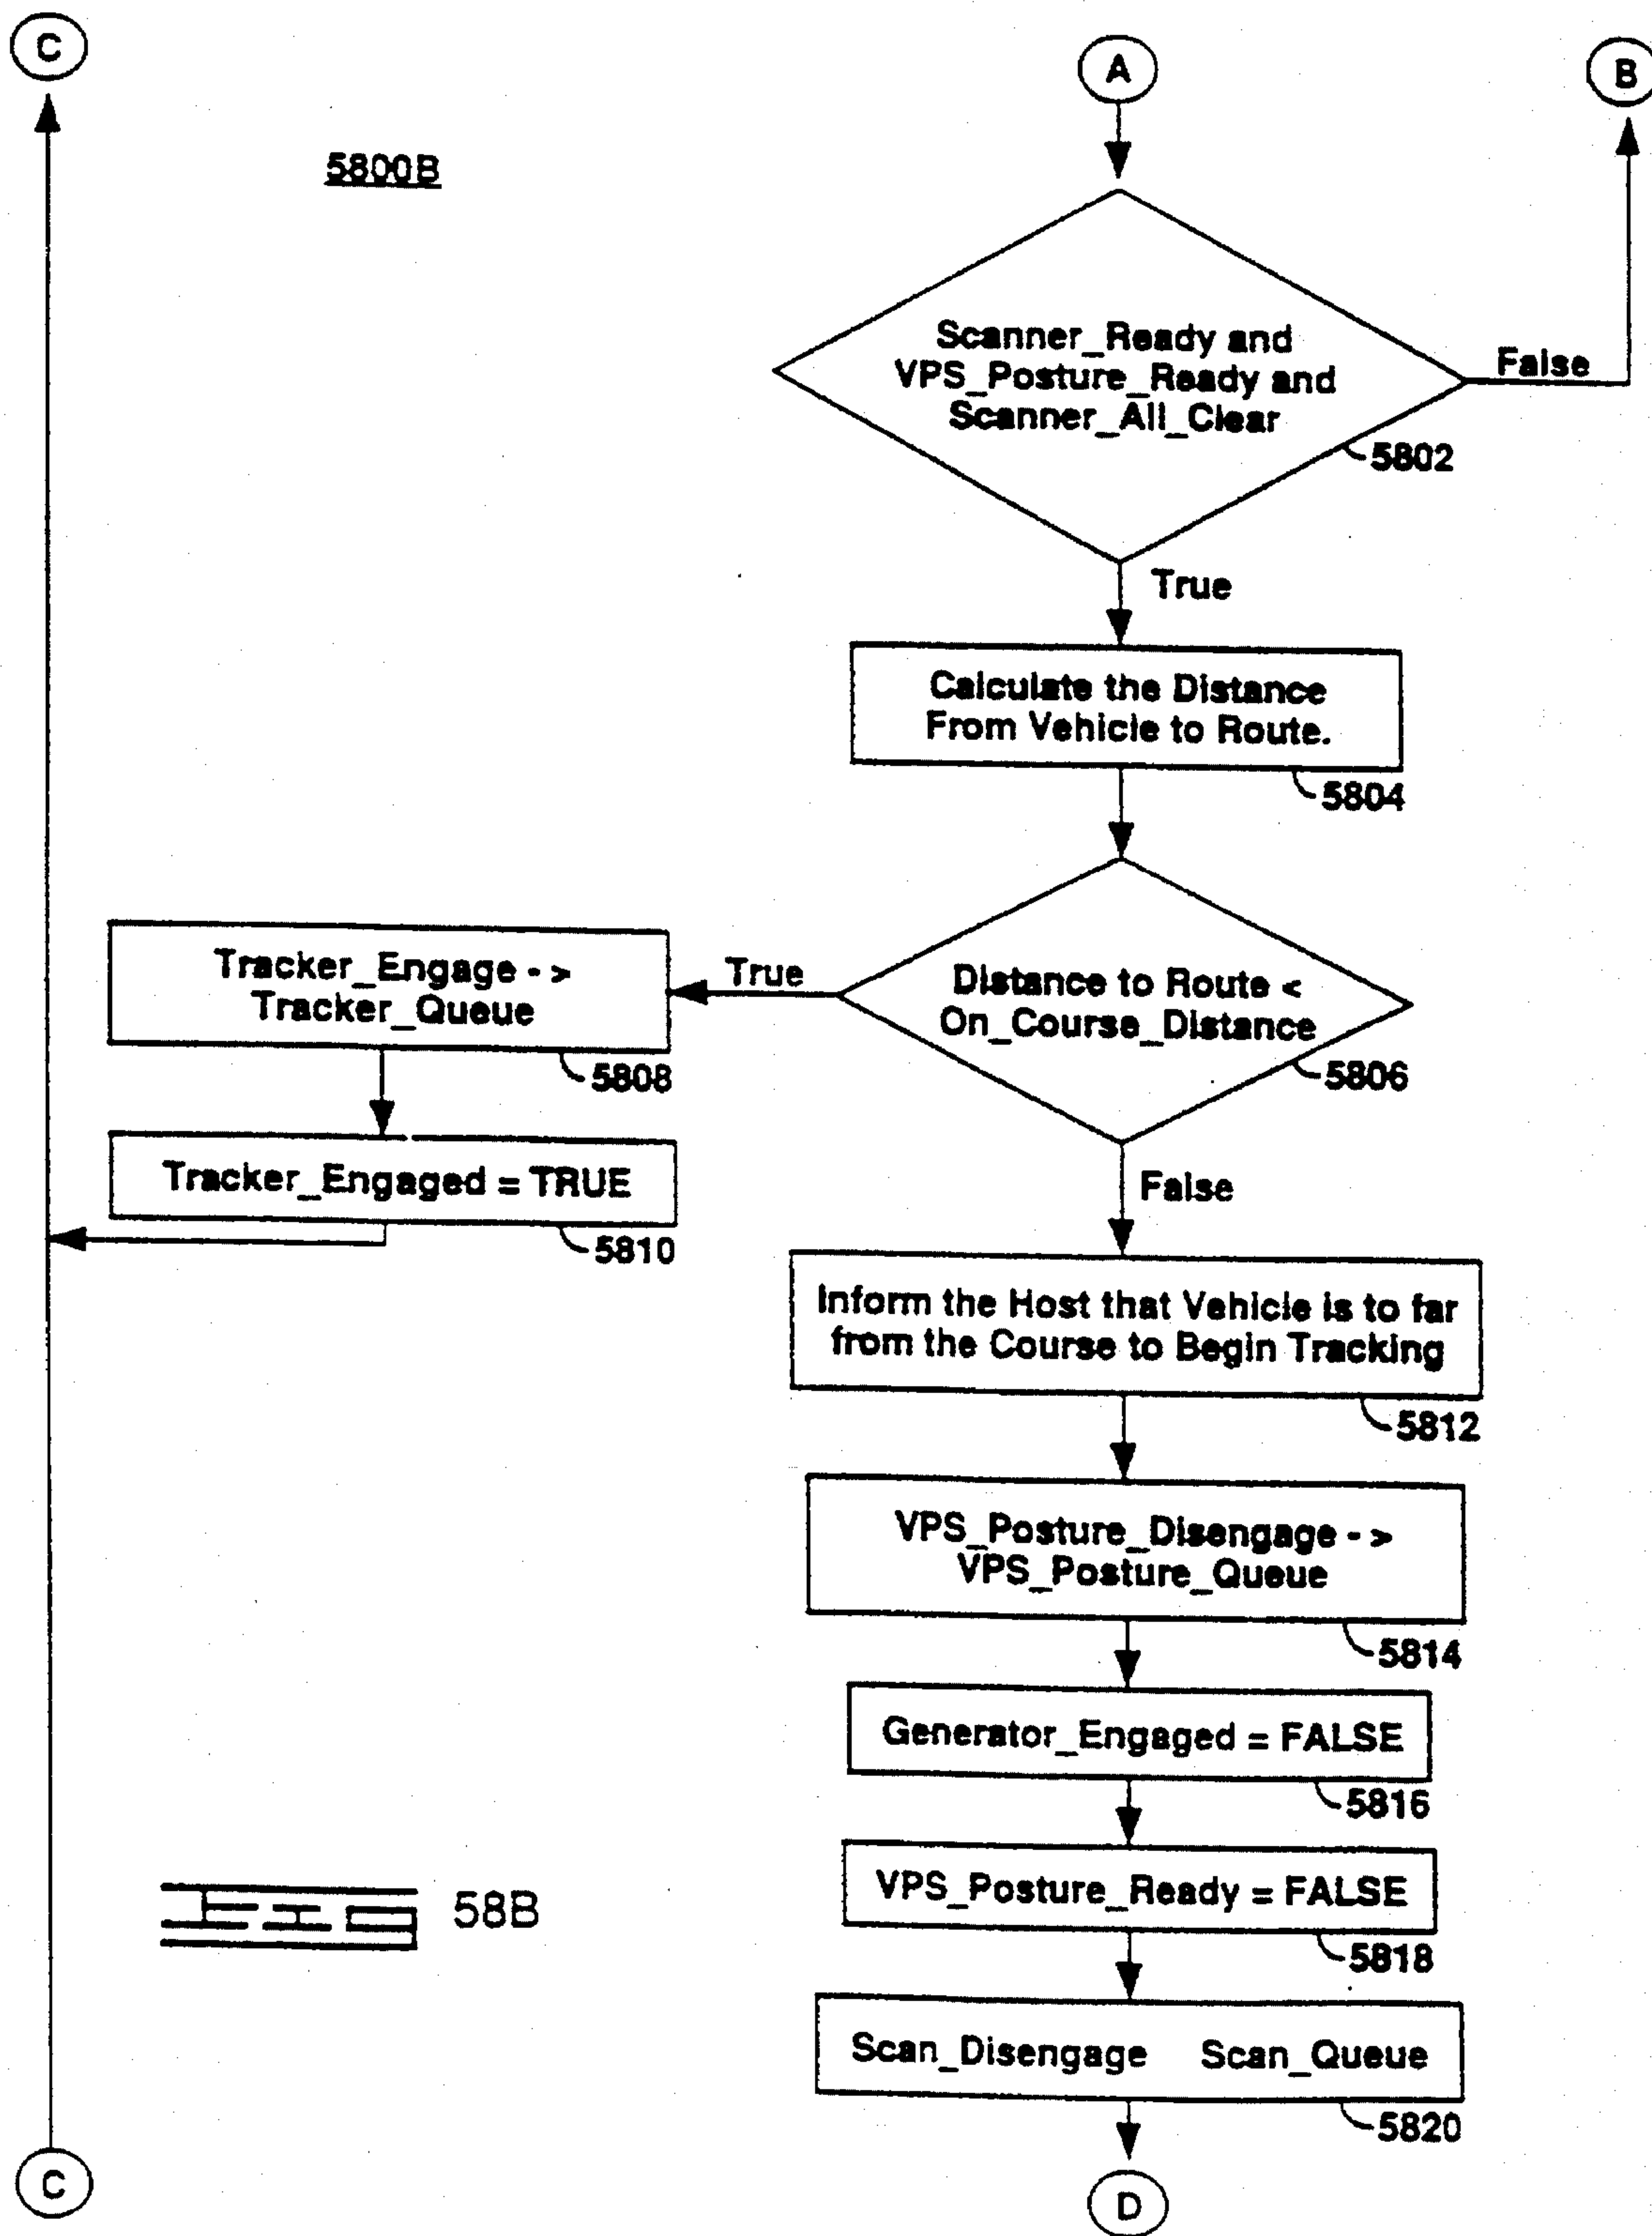 C
A
B
5800B
Scanner_Ready and
VPS_Posture_Ready and
Scanner_All_Clear
False
5802
True
Calculate the Distance
From Vehicle to Route.
5804
Tracker_Engage - >
Tracker_Queue
True
Distance to Route <
On_Course_Distance
5808
5806
Tracker_Engaged = TRUE
False
5810
Inform the Host that Vehicle is to far
from the Course to Begin Tracking
5812
VPS_Posture_Disengage - >
VPS_Posture_Queue
5814
Generator_Engaged = FALSE
5816
VPS_Posture_Ready = FALSE
FIG 58B
5818
Scan_Disengage Scan_Queue
5820
C
D